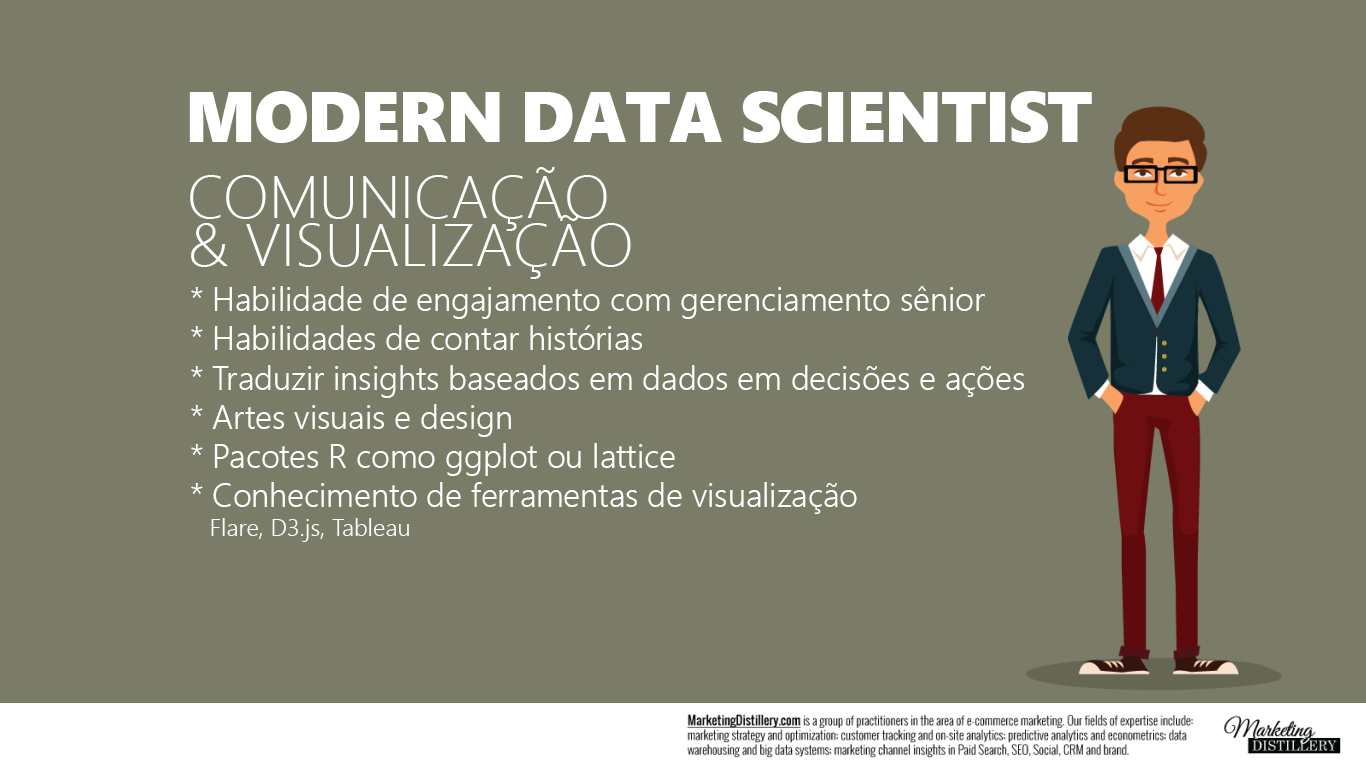 MODERN DATA SCIENTIST
COMUNICAÇÃO
& VISUALIZAÇÃO
* Habilidade de engajamento com gerenciamento sênior
* Habilidades de contar histórias
* Traduzir insights baseados em dados em decisões e ações
* Artes visuais e design
* Pacotes R como ggplot ou lattice
* Conhecimento de ferramentas de visualização
Flare, D3.js, Tableau
MarketingDistillery.com is a group of practitioners in the area of e-commerce marketing. Our fields of expertise include:
marketing strategy and optimization: customer tracking and on-site analytics: predictive analytics and econometrics: data
warehousing and big data systems: marketing channel insights in Paid Search, SEO, Social, CRM and brand.
Marketing
DISTILLERY